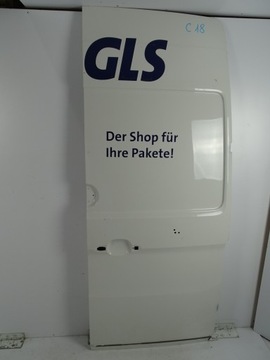 C 18
GLS
Der Shop für
Ihre Pakete!